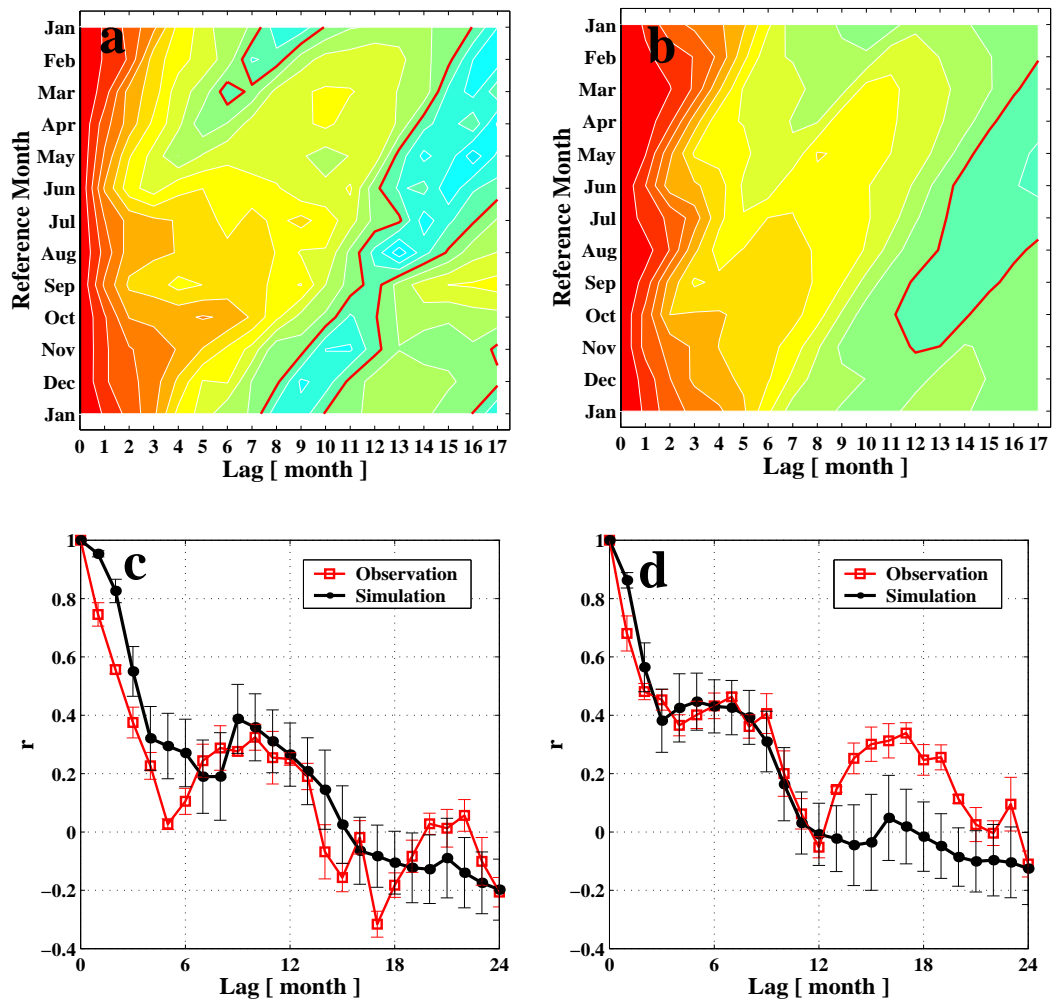 a
Jan
Feb
Mar
Apr
May
Jun
Jul
Aug
Sep
Oct
Nov
Dec
Jan
Reference Month
0 1 2 3 4 5 6 7 8 9 10 11 12 13 14 15 16 17
Lag [ month ]
b
Jan
Feb
Mar
Apr
May
Jun
Jul
Aug
Sep
Oct
Nov
Dec
Jan
Reference Month
0 1 2 3 4 5 6 7 8 9 10 11 12 13 14 15 16 17
Lag [ month ]
c
Observation
Simulation
1
0.8
0.6
0.4
0.2
0
−0.2
−0.4
r
0 6 12 18 24
Lag [ month ]
d
Observation
Simulation
1
0.8
0.6
0.4
0.2
0
−0.2
−0.4
r
0 6 12 18 24
Lag [ month ]